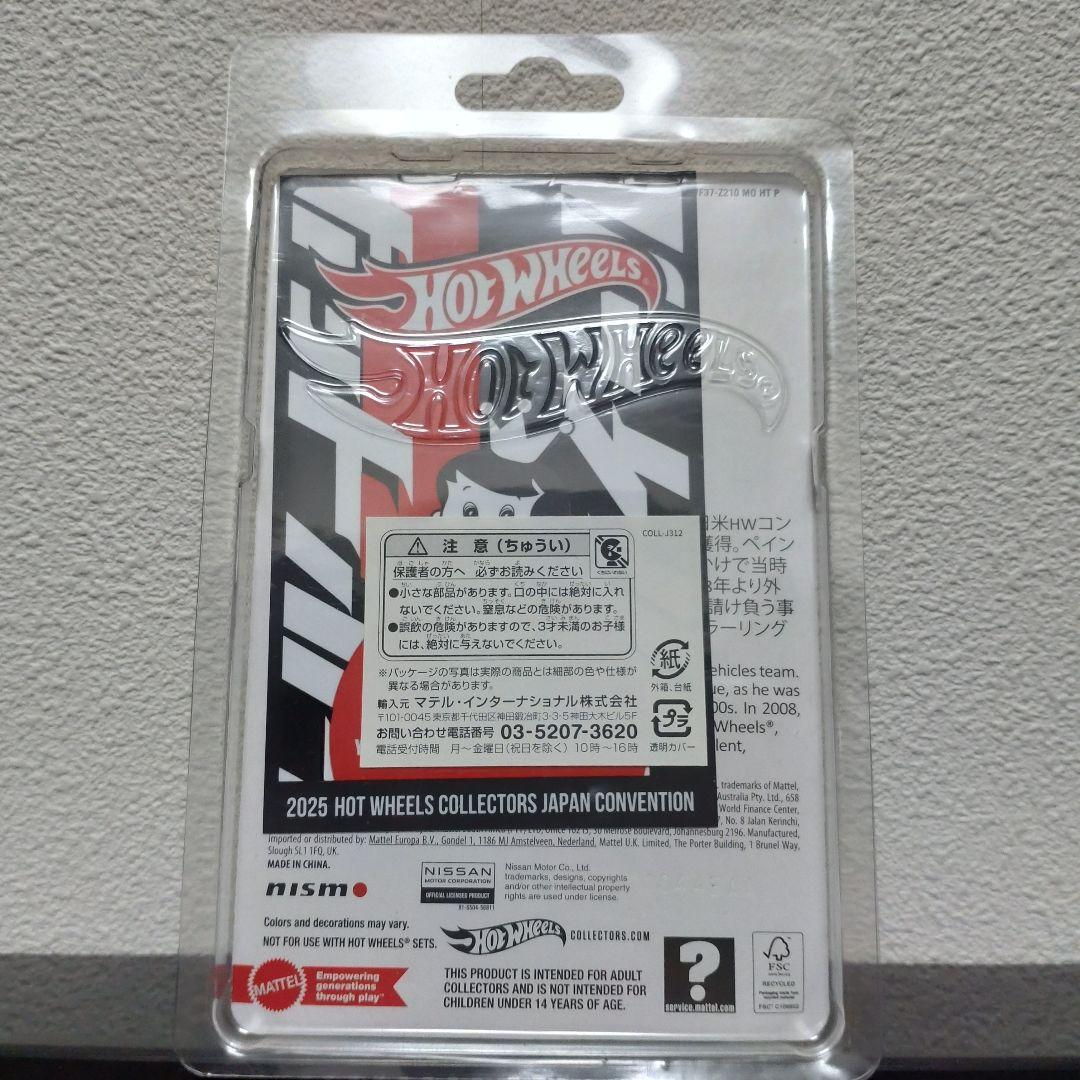 F37-Z210 MO HT P
HOT WHEELS
HOT WHEELS
COLL-J312
注 意 (ちゅうい)
保護者の方へ 必ずお読みください
●小さな部品があります。口の中には絶対に入れ
ないでください。窒息などの危険があります。
●誤飲の危険がありますので、3才未満のお子様
には、絶対に与えないでください。
※パッケージの写真は実際の商品とは細部の色や仕様が
異なる場合があります。
輸入元 マテル・インターナショナル株式会社
〒101-0045 東京都千代田区神田鍛冶町3-3-5神田大木ビル5F
お問い合わせ電話番号 03-5207-3620
電話受付時間 月～金曜日(祝日を除く) 10時～16時
紙
外箱、台紙
プラ
透明カバー
米HWコン
獲得。ペイン
かけで当時
年より外
請け負う事
ラーリング
vehicles team.
ue, as he was
00s. In 2008,
Wheels®,
lent,
2025 HOT WHEELS COLLECTORS JAPAN CONVENTION
trademarks of Mattel,
Australia Pty. Ltd., 658
World Finance Center,
No. 8 Jalan Kerinchi,
30 Melrose Boulevard, Johannesburg 2196. Manufactured,
Imported or distributed by: Mattel Europa B.V., Gondel 1, 1186 MJ Amstelveen, Nederland. Mattel U.K. Limited, The Porter Building, 1 Brunel Way,
Slough SL1 1FQ, UK.
MADE IN CHINA.
nismo
NISSAN
MOTOR CORPORATION
OFFICIAL LICENSED PRODUCT
Nissan Motor Co., Ltd.
trademarks, designs, copyrights
and/or other intellectual property
rights are used under license.
Colors and decorations may vary.
NOT FOR USE WITH HOT WHEELS® SETS.
HOT WHEELS COLLECTORS.COM
MATTEL
Empowering
generations
through play™
THIS PRODUCT IS INTENDED FOR ADULT
COLLECTORS AND IS NOT INTENDED FOR
CHILDREN UNDER 14 YEARS OF AGE.
?
service.mattel.com
FSC
RECYCLED